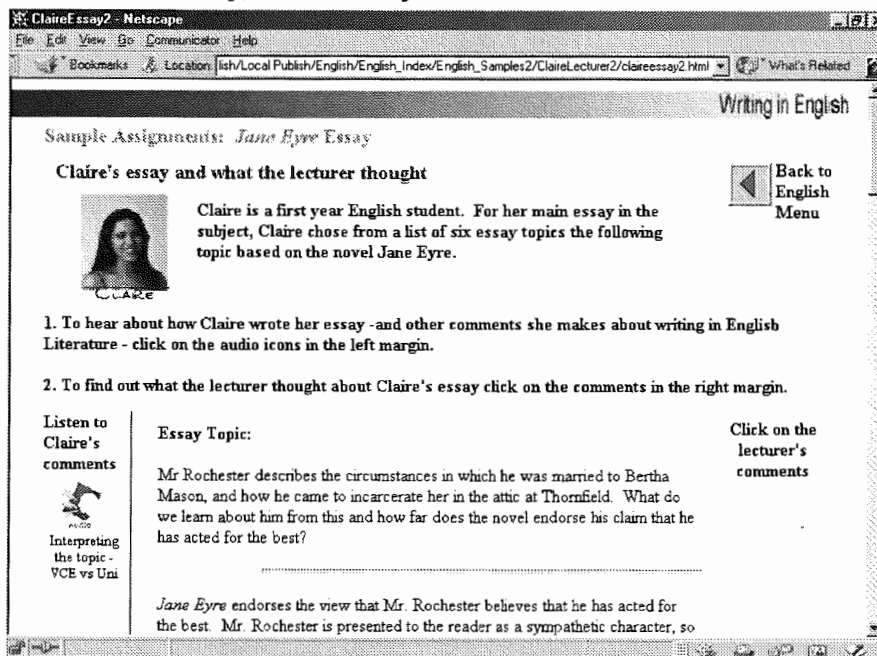 ClaireEssay2 - Netscape
File Edit View Go Communicator Help
Bookmarks Location: lish/Local Publish/English/English_Index/English_Samples2/ClaireLecturer2/claireessay2.html What's Related
Writing in English
Sample Assignments: Jane Eyre Essay
Claire's essay and what the lecturer thought
Back to
English
Menu
Claire is a first year English student. For her main essay in the
subject, Claire chose from a list of six essay topics the following
topic based on the novel Jane Eyre.
CLAIRE
1. To hear about how Claire wrote her essay -and other comments she makes about writing in English
Literature - click on the audio icons in the left margin.
2. To find out what the lecturer thought about Claire's essay click on the comments in the right margin.
Listen to
Claire's
comments
AUDIO
Interpreting
the topic -
VCE vs Uni
Essay Topic:
Mr Rochester describes the circumstances in which he was married to Bertha
Mason, and how he came to incarcerate her in the attic at Thornfield. What do
we learn about him from this and how far does the novel endorse his claim that he
has acted for the best?
Jane Eyre endorses the view that Mr. Rochester believes that he has acted for
the best. Mr. Rochester is presented to the reader as a sympathetic character, so
Click on the
lecturer's
comments